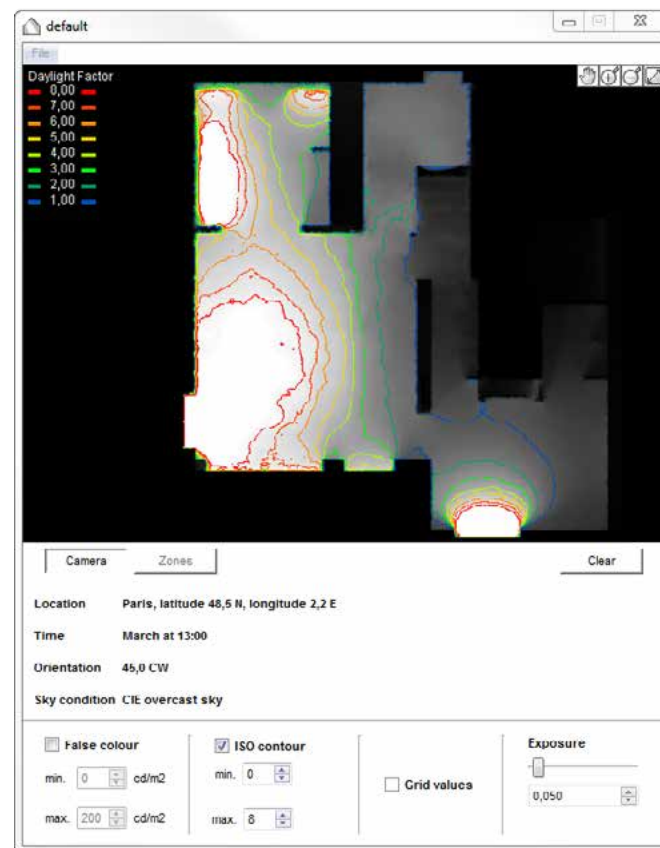 default
File
Daylight Factor
0,00
7,00
6,00
5,00
4,00
3,00
2,00
1,00
Camera Zones Clear
Location Paris, latitude 48,5 N, longitude 2,2 E
Time March at 13:00
Orientation 45,0 CW
Sky condition CIE overcast sky
False colour ISO contour Exposure
min. 0 cd/m2 min. 0 Grid values 0,050
max. 200 cd/m2 max. 8